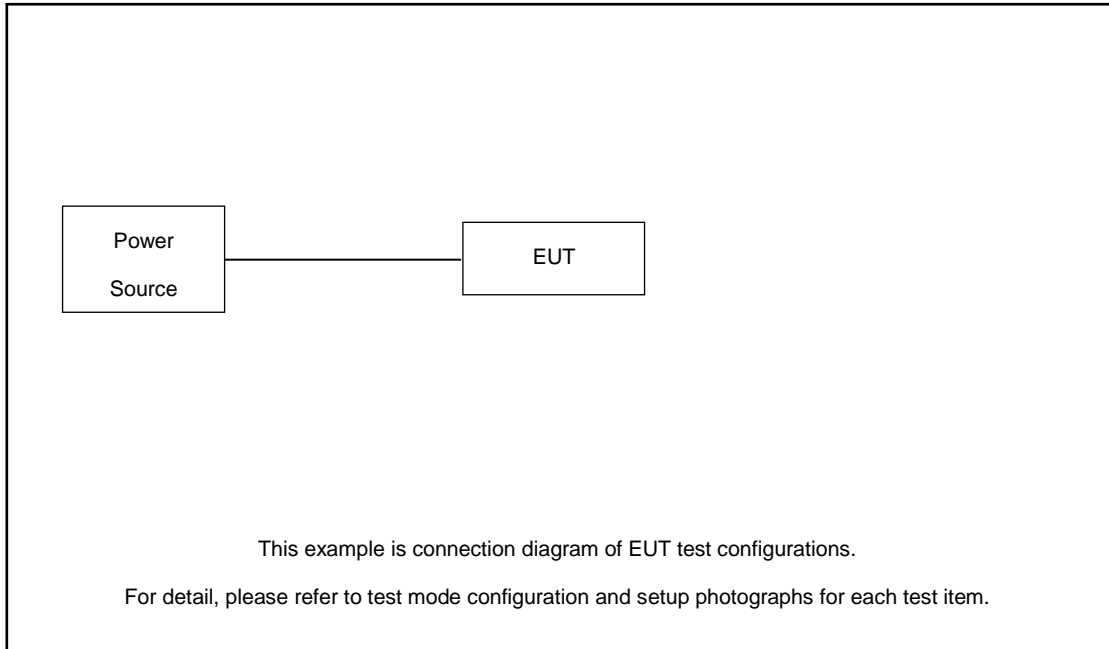 Power
Source
EUT
This example is connection diagram of EUT test configurations.
For detail, please refer to test mode configuration and setup photographs for each test item.